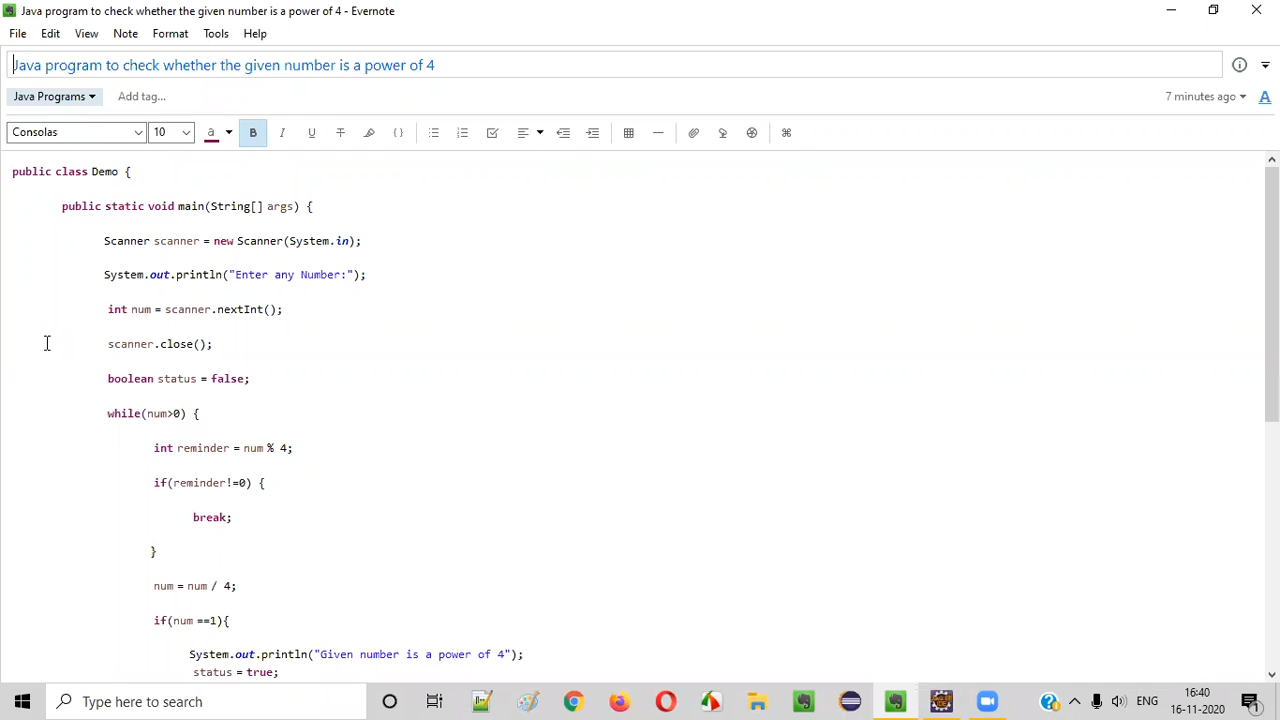 Java program to check whether the given number is a power of 4 - Evernote
File Edit View Note Format Tools Help
Java program to check whether the given number is a power of 4
Java Programs Add tag... 7 minutes ago A
Consolas 10 a B I U T { }
public class Demo {
public static void main(String[] args) {
Scanner scanner = new Scanner(System.in);
System.out.println("Enter any Number:");
int num = scanner.nextInt();
scanner.close();
boolean status = false;
while(num>0) {
int reminder = num % 4;
if(reminder!=0) {
break;
}
num = num / 4;
if(num ==1){
System.out.println("Given number is a power of 4");
status = true;
Type here to search ENG 16:40
16-11-2020